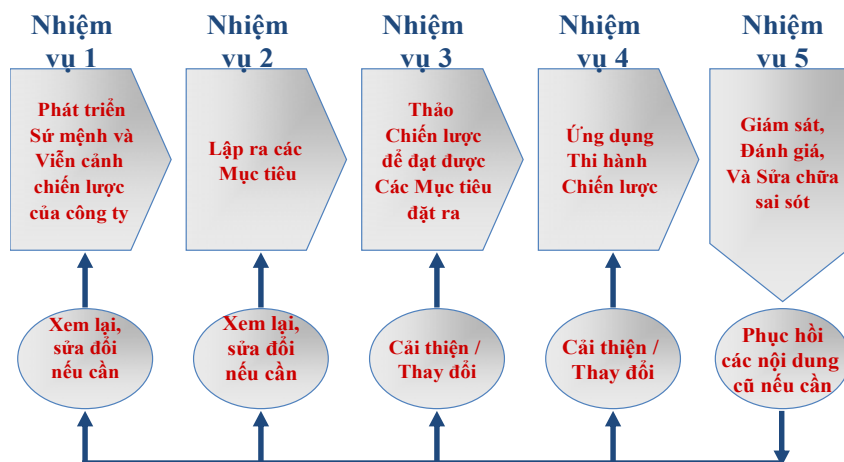 Nhiệm
vụ 1
Nhiệm
vụ 2
Nhiệm
vụ 3
Nhiệm
vụ 4
Nhiệm
vụ 5
Phát triển
Sứ mệnh và
Viễn cảnh
chiến lược
của công ty
Lập ra các
Mục tiêu
Thảo
Chiến lược
để đạt được
Các Mục tiêu
đặt ra
Ứng dụng
Thi hành
Chiến lược
Giám sát,
Đánh giá,
Và Sửa chữa
sai sót
Xem lại,
sửa đổi
nếu cần
Xem lại,
sửa đổi
nếu cần
Cải thiện /
Thay đổi
Cải thiện /
Thay đổi
Phục hồi
các nội dung
cũ nếu cần